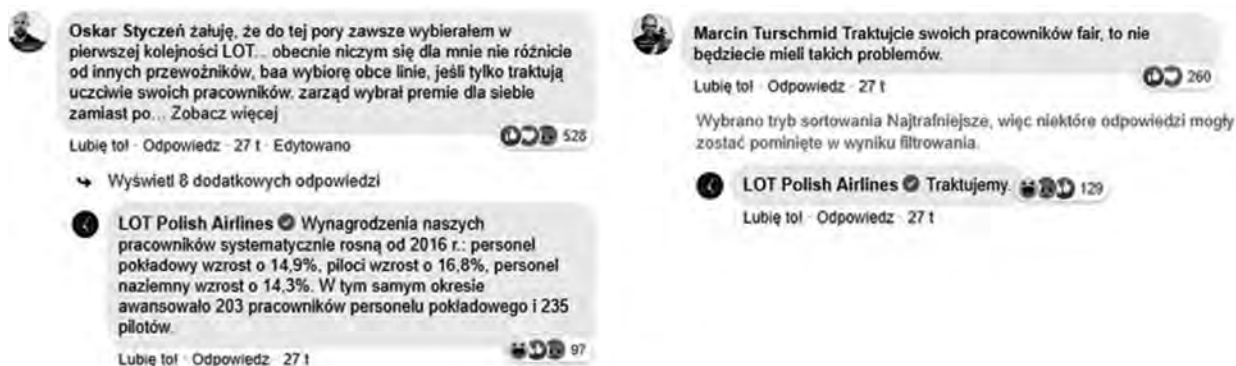 Oskar Styczeń żałuję, że do tej pory zawsze wybierałem w
pierwszej kolejności LOT... obecnie niczym się dla mnie nie różnicie
od innych przewoźników, baa wybiorę obce linie, jeśli tylko traktują
uczciwie swoich pracowników. zarząd wybrał premie dla siebie
zamiast po... Zobacz więcej
528
Lubię to! · Odpowiedz · 27 t · Edytowano
Wyświetl 8 dodatkowych odpowiedzi
LOT Polish Airlines Wynagrodzenia naszych
pracowników systematycznie rosną od 2016 r.: personel
pokładowy wzrost o 14,9%, piloci wzrost o 16,8%, personel
naziemny wzrost o 14,3%. W tym samym okresie
awansowało 203 pracowników personelu pokładowego i 235
pilotów.
97
Lubię to! · Odpowiedz · 27 t
Marcin Turschmid Traktujcie swoich pracowników fair, to nie
będziecie mieli takich problemów.
260
Lubię to! · Odpowiedz · 27 t
Wybrano tryb sortowania Najtrafniejsze, więc niektóre odpowiedzi mogły
zostać pominięte w wyniku filtrowania.
LOT Polish Airlines Traktujemy. 129
Lubię to! · Odpowiedz · 27 t